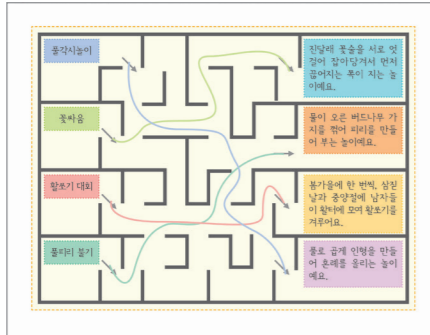 풀각시놀이
진달래 꽃술을 서로 엇
걸어 잡아당겨서 먼저
끊어지는 쪽이 지는 놀
이예요.
꽃싸움
물이 오른 버드나무 가
지를 꺾어 피리를 만들
어 부는 놀이예요.
활쏘기 대회
봄가을에 한 번씩, 삼짇
날과 중양절에 남자들
이 활터에 모여 활쏘기를
겨루어요.
풀피리 불기
풀로 곱게 인형을 만들
어 혼례를 올리는 놀이
예요.